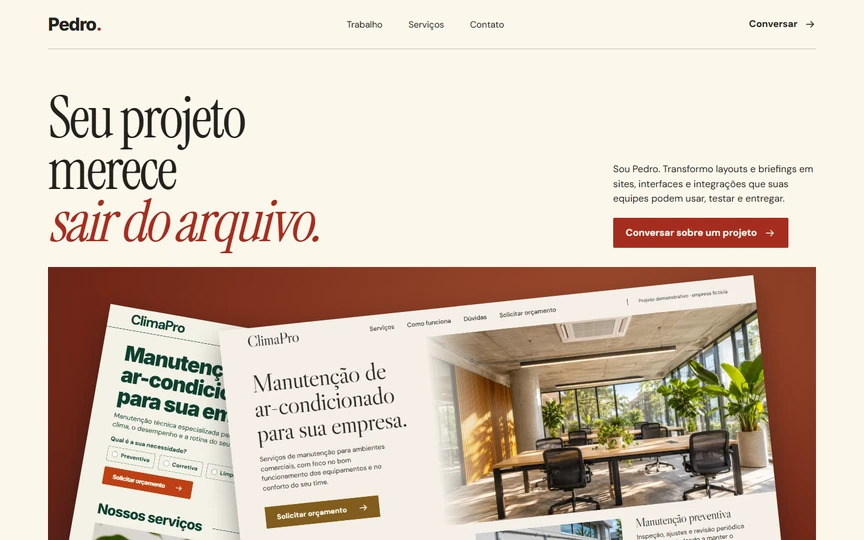 Pedro.
Trabalho
Serviços
Contato
Conversar
Seu projeto
merece
sair do arquivo.
Sou Pedro. Transformo layouts e briefings em
sites, interfaces e integrações que suas
equipes podem usar, testar e entregar.
Conversar sobre um projeto
ClimaPro
Manutenç
ar-condicio
para sua em
Manutenção técnica especializada pa
clima, o desempenho e a rotina do seu
Qual é a sua necessidade?
Preventiva
Corretiva
Limp
Solicitar orçamento
Nossos serviços
ClimaPro
Serviços
Como funciona
Dúvidas
Solicitar orçamento
Projeto demonstrativo · empresa fictícia
Manutenção de
ar-condicionado
para sua empresa.
Serviços de manutenção para ambientes
comerciais, com foco no bom
funcionamento dos equipamentos e no
conforto do seu time.
Solicitar orçamento
Manutenção preventiva
Inspeção, ajustes e revisão periódica
a manter o